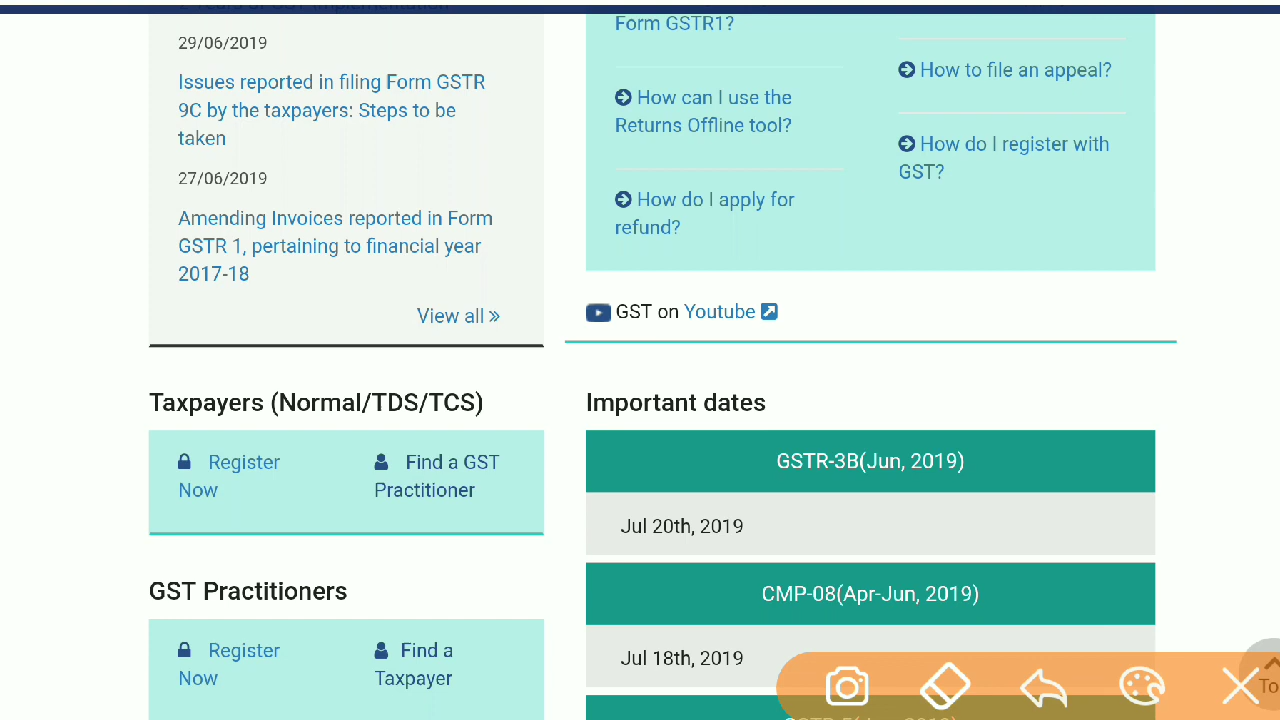 29/06/2019
Issues reported in filing Form GSTR
9C by the taxpayers: Steps to be
taken
27/06/2019
Amending Invoices reported in Form
GSTR 1, pertaining to financial year
2017-18
View all »
Form GSTR1?
How can I use the
Returns Offline tool?
How do I apply for
refund?
How to file an appeal?
How do I register with
GST?
GST on Youtube
Taxpayers (Normal/TDS/TCS)
Register
Now
Find a GST
Practitioner
GST Practitioners
Register
Now
Find a
Taxpayer
Important dates
GSTR-3B(Jun, 2019)
Jul 20th, 2019
CMP-08(Apr-Jun, 2019)
Jul 18th, 2019